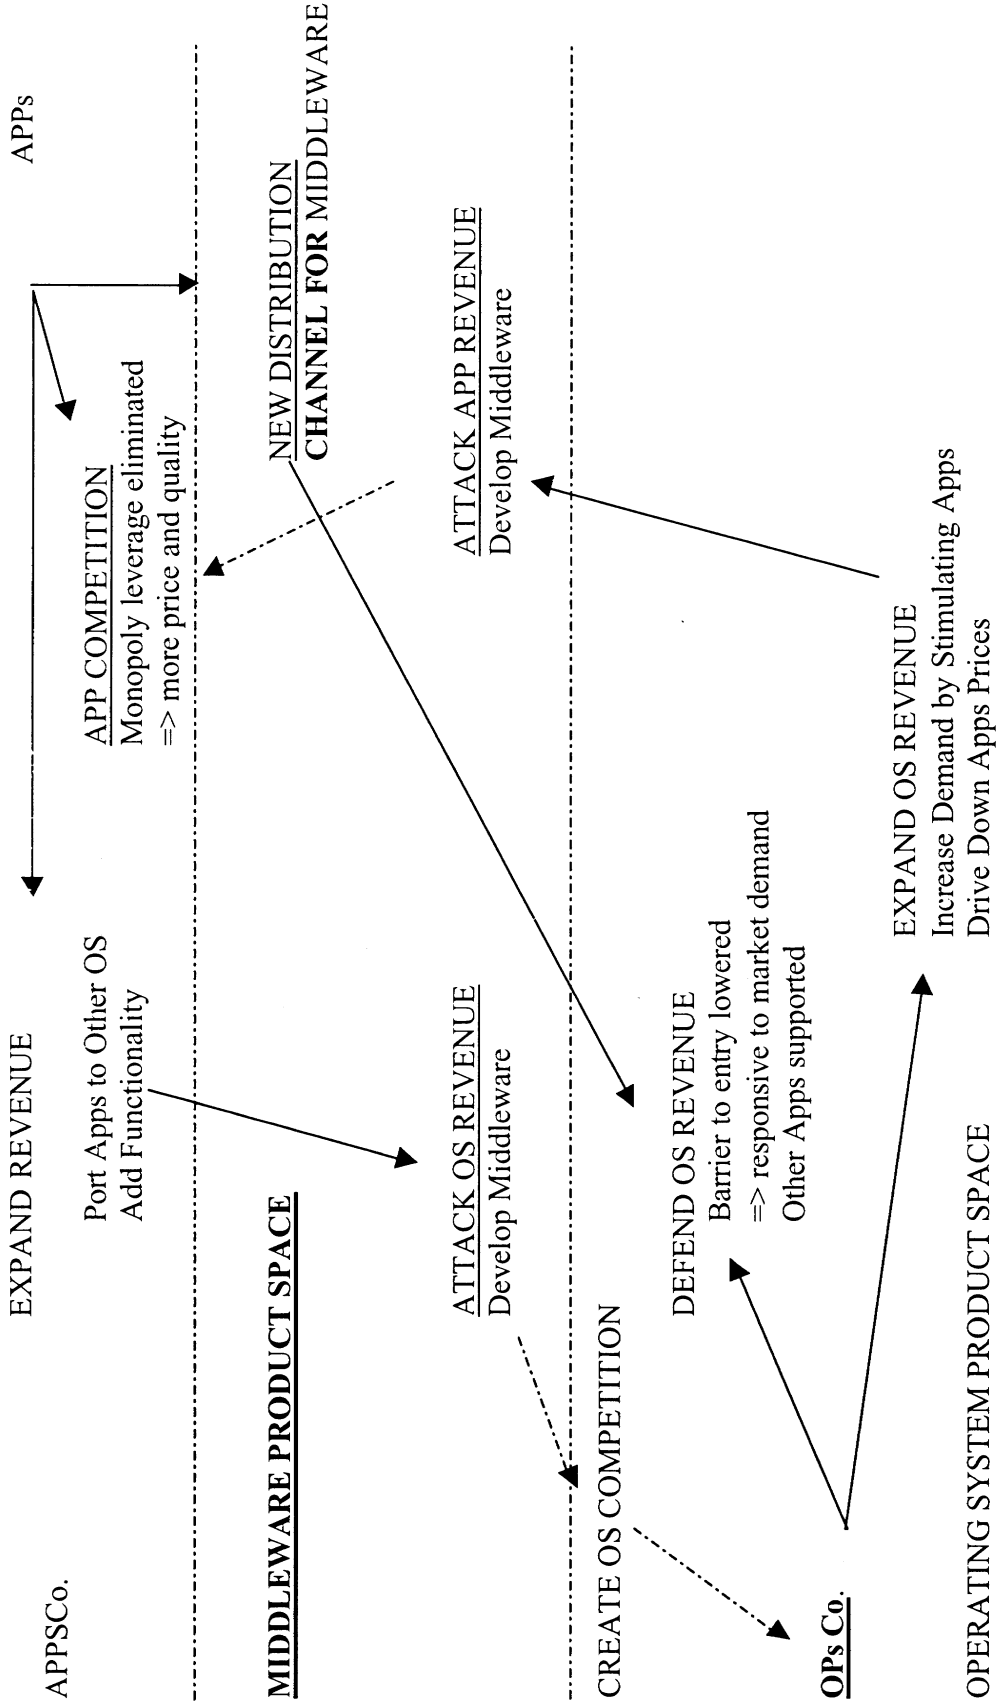 APPSCo.
EXPAND REVENUE
APPs
Port Apps to Other OS
Add Functionality
APP COMPETITION
Monopoly leverage eliminated
=> more price and quality
MIDDLEWARE PRODUCT SPACE
NEW DISTRIBUTION
CHANNEL FOR MIDDLEWARE
ATTACK OS REVENUE
Develop Middleware
ATTACK APP REVENUE
Develop Middleware
CREATE OS COMPETITION
DEFEND OS REVENUE
Barrier to entry lowered
=> responsive to market demand
Other Apps supported
OPs Co.
EXPAND OS REVENUE
Increase Demand by Stimulating Apps
Drive Down Apps Prices
OPERATING SYSTEM PRODUCT SPACE